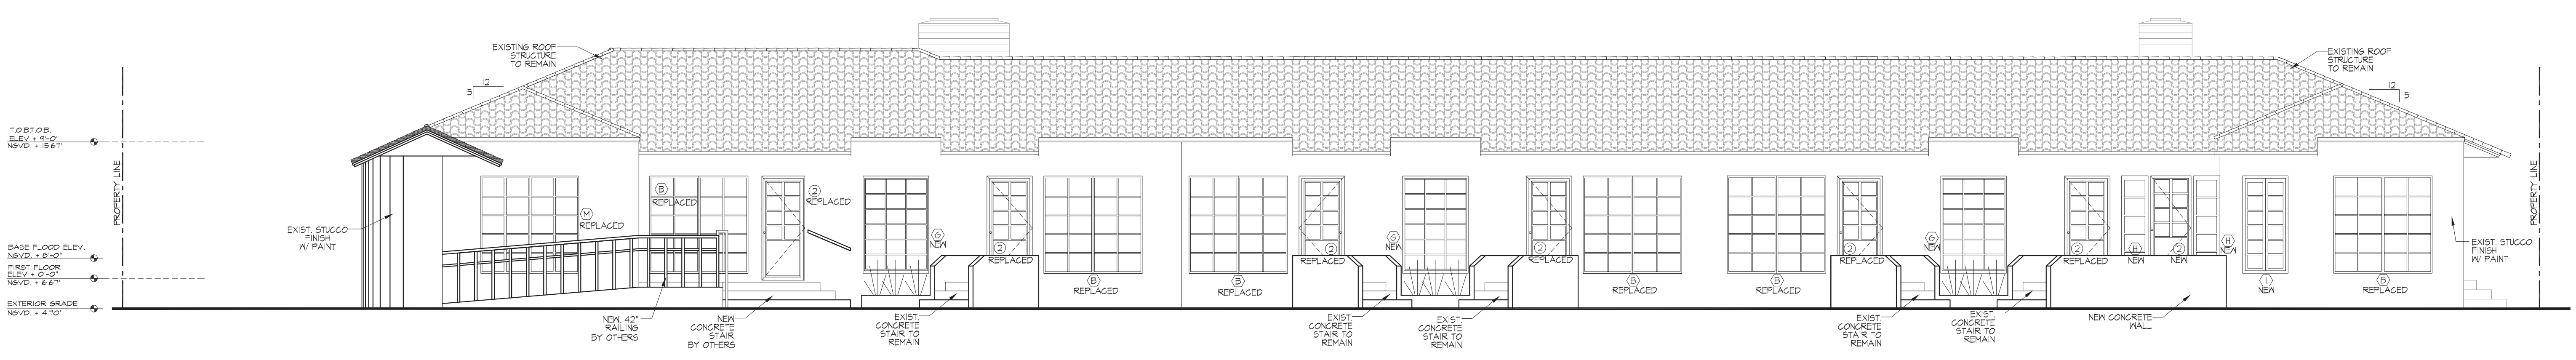 EXISTING ROOF
STRUCTURE
TO REMAIN
12
5
T.O.BT.O.B.
ELEV + 9'-0"
NGVD. + 15.67'
PROPERTY LINE
EXIST. STUCCO
FINISH
W/ PAINT
BASE FLOOD ELEV.
NGVD. + 8'-0"
FIRST FLOOR
ELEV + 0'-0"
NGVD. + 6.67'
EXTERIOR GRADE
NGVD. + 4.70'
M
REPLACED
B
REPLACED
2
REPLACED
NEW. 42"
RAILING
BY OTHERS
NEW
CONCRETE
STAIR
BY OTHERS
G
NEW
2
REPLACED
EXIST.
CONCRETE
STAIR TO
REMAIN
B
REPLACED
B
REPLACED
2
REPLACED
EXIST.
CONCRETE
STAIR TO
REMAIN
G
NEW
EXIST.
CONCRETE
STAIR TO
REMAIN
2
REPLACED
B
REPLACED
B
REPLACED
2
REPLACED
EXIST.
CONCRETE
STAIR TO
REMAIN
G
NEW
EXIST.
CONCRETE
STAIR TO
REMAIN
2
REPLACED
H
NEW
2
NEW
H
NEW
NEW CONCRETE
WALL
I
NEW
B
REPLACED
EXISTING ROOF
STRUCTURE
TO REMAIN
12
5
EXIST. STUCCO
FINISH
W/ PAINT
PROPERTY LINE